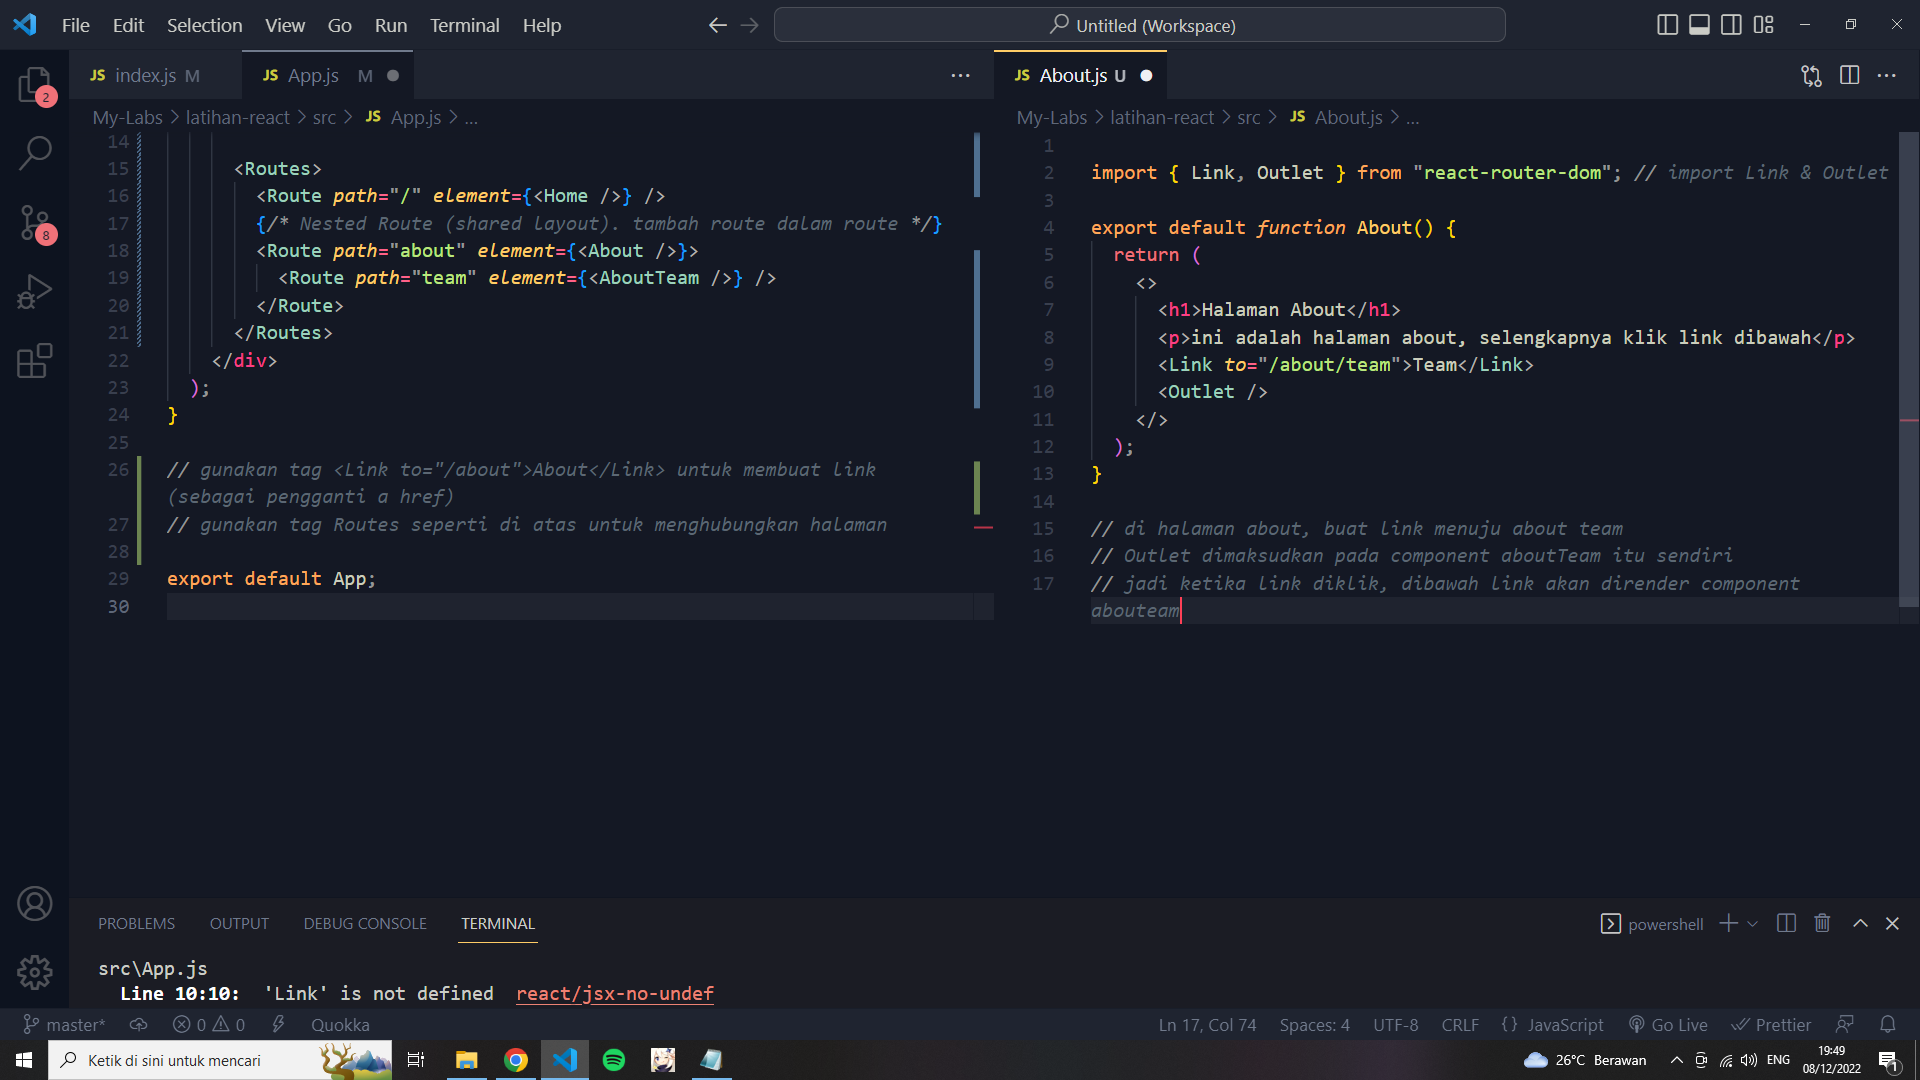 File Edit Selection View Go Run Terminal Help
Untitled (Workspace)
JS index.js M
JS App.js M
JS About.js U
My-Labs > latihan-react > src > JS App.js > ...
14
15 <Routes>
16 <Route path="/" element={<Home />} />
17 {/* Nested Route (shared layout). tambah route dalam route */}
18 <Route path="about" element={<About />}>
19 <Route path="team" element={<AboutTeam />} />
20 </Route>
21 </Routes>
22 </div>
23 );
24 }
25
26 // gunakan tag <Link to="/about">About</Link> untuk membuat link
(sebagai pengganti a href)
27 // gunakan tag Routes seperti di atas untuk menghubungkan halaman
28
29 export default App;
30
My-Labs > latihan-react > src > JS About.js > ...
1
2 import { Link, Outlet } from "react-router-dom"; // import Link & Outlet
3
4 export default function About() {
5 return (
6 <>
7 <h1>Halaman About</h1>
8 <p>ini adalah halaman about, selengkapnya klik link dibawah</p>
9 <Link to="/about/team">Team</Link>
10 <Outlet />
11 </>
12 );
13 }
14
15 // di halaman about, buat link menuju about team
16 // Outlet dimaksudkan pada component aboutTeam itu sendiri
17 // jadi ketika link diklik, dibawah link akan dirender component
abouteam
2
8
PROBLEMS OUTPUT DEBUG CONSOLE TERMINAL
powershell
src\App.js
Line 10:10: 'Link' is not defined react/jsx-no-undef
master* 0 0 Quokka
Ln 17, Col 74 Spaces: 4 UTF-8 CRLF {} JavaScript Go Live Prettier
Ketik di sini untuk mencari
26°C Berawan
ENG
19:49
08/12/2022
1